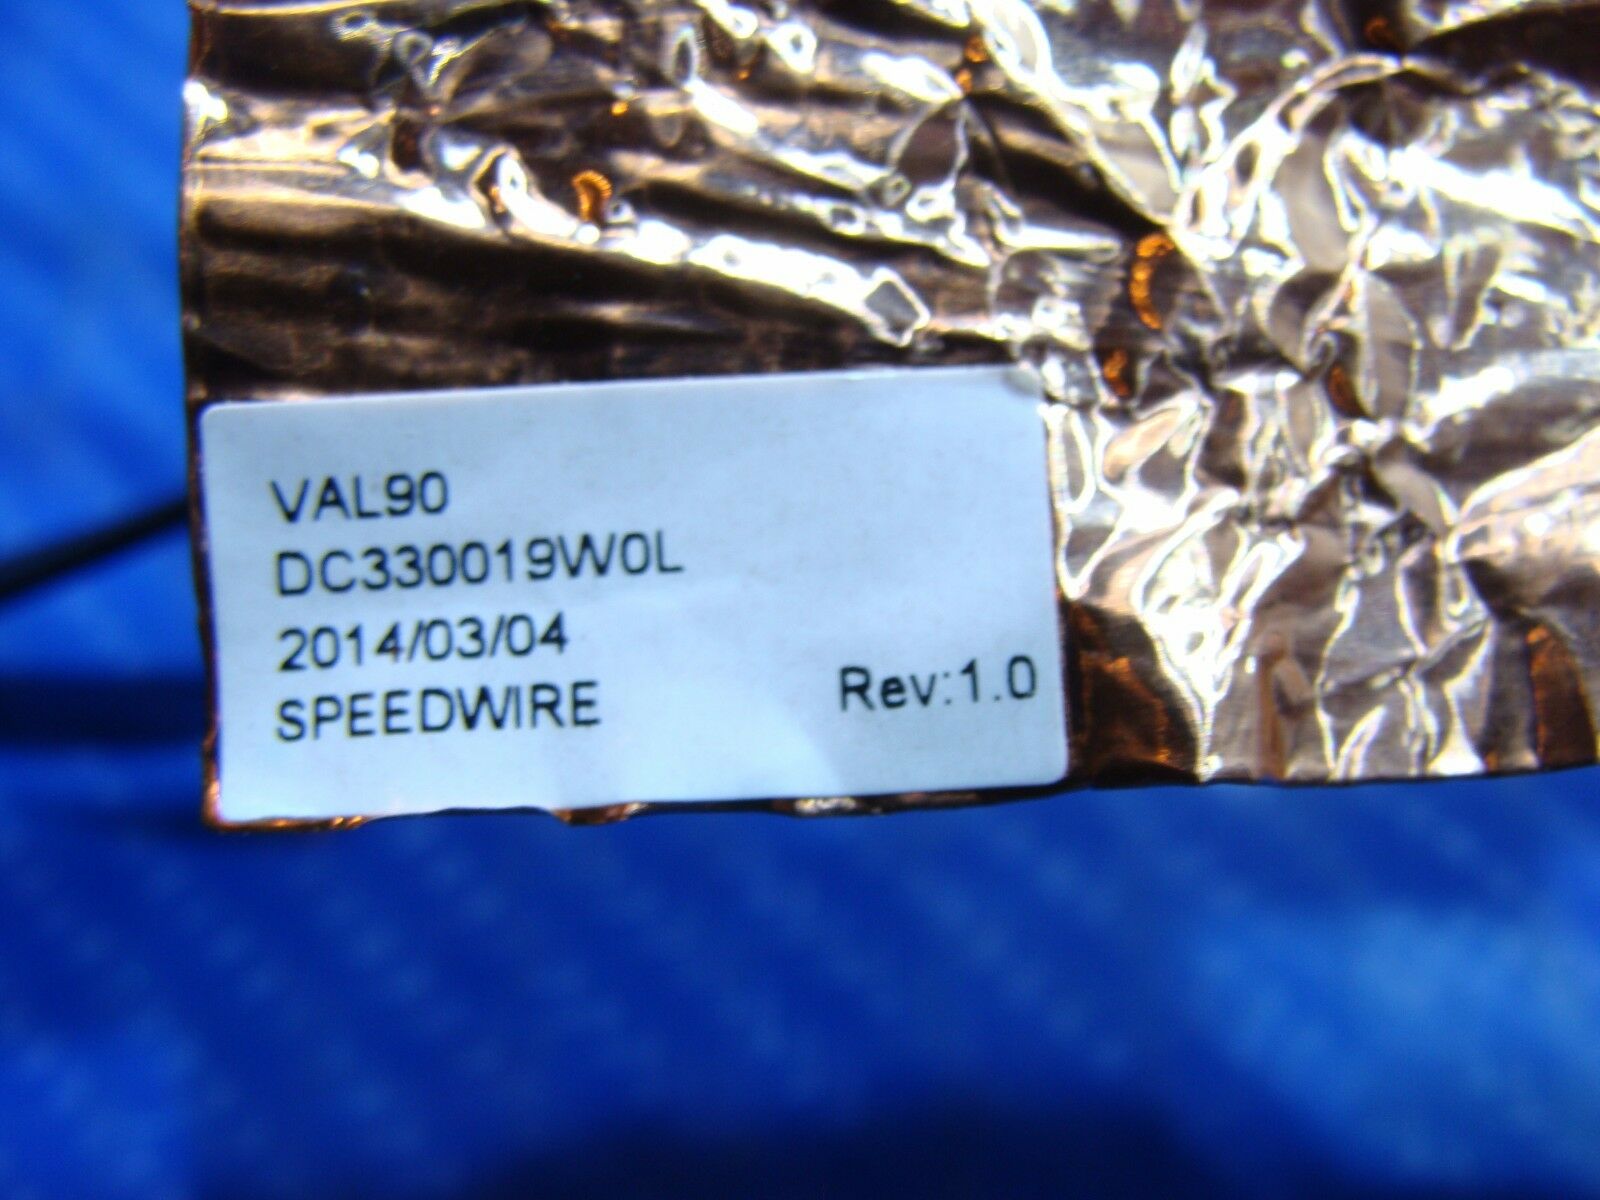 VAL90
DC330019W0L
2014/03/04
SPEEDWIRE Rev:1.0